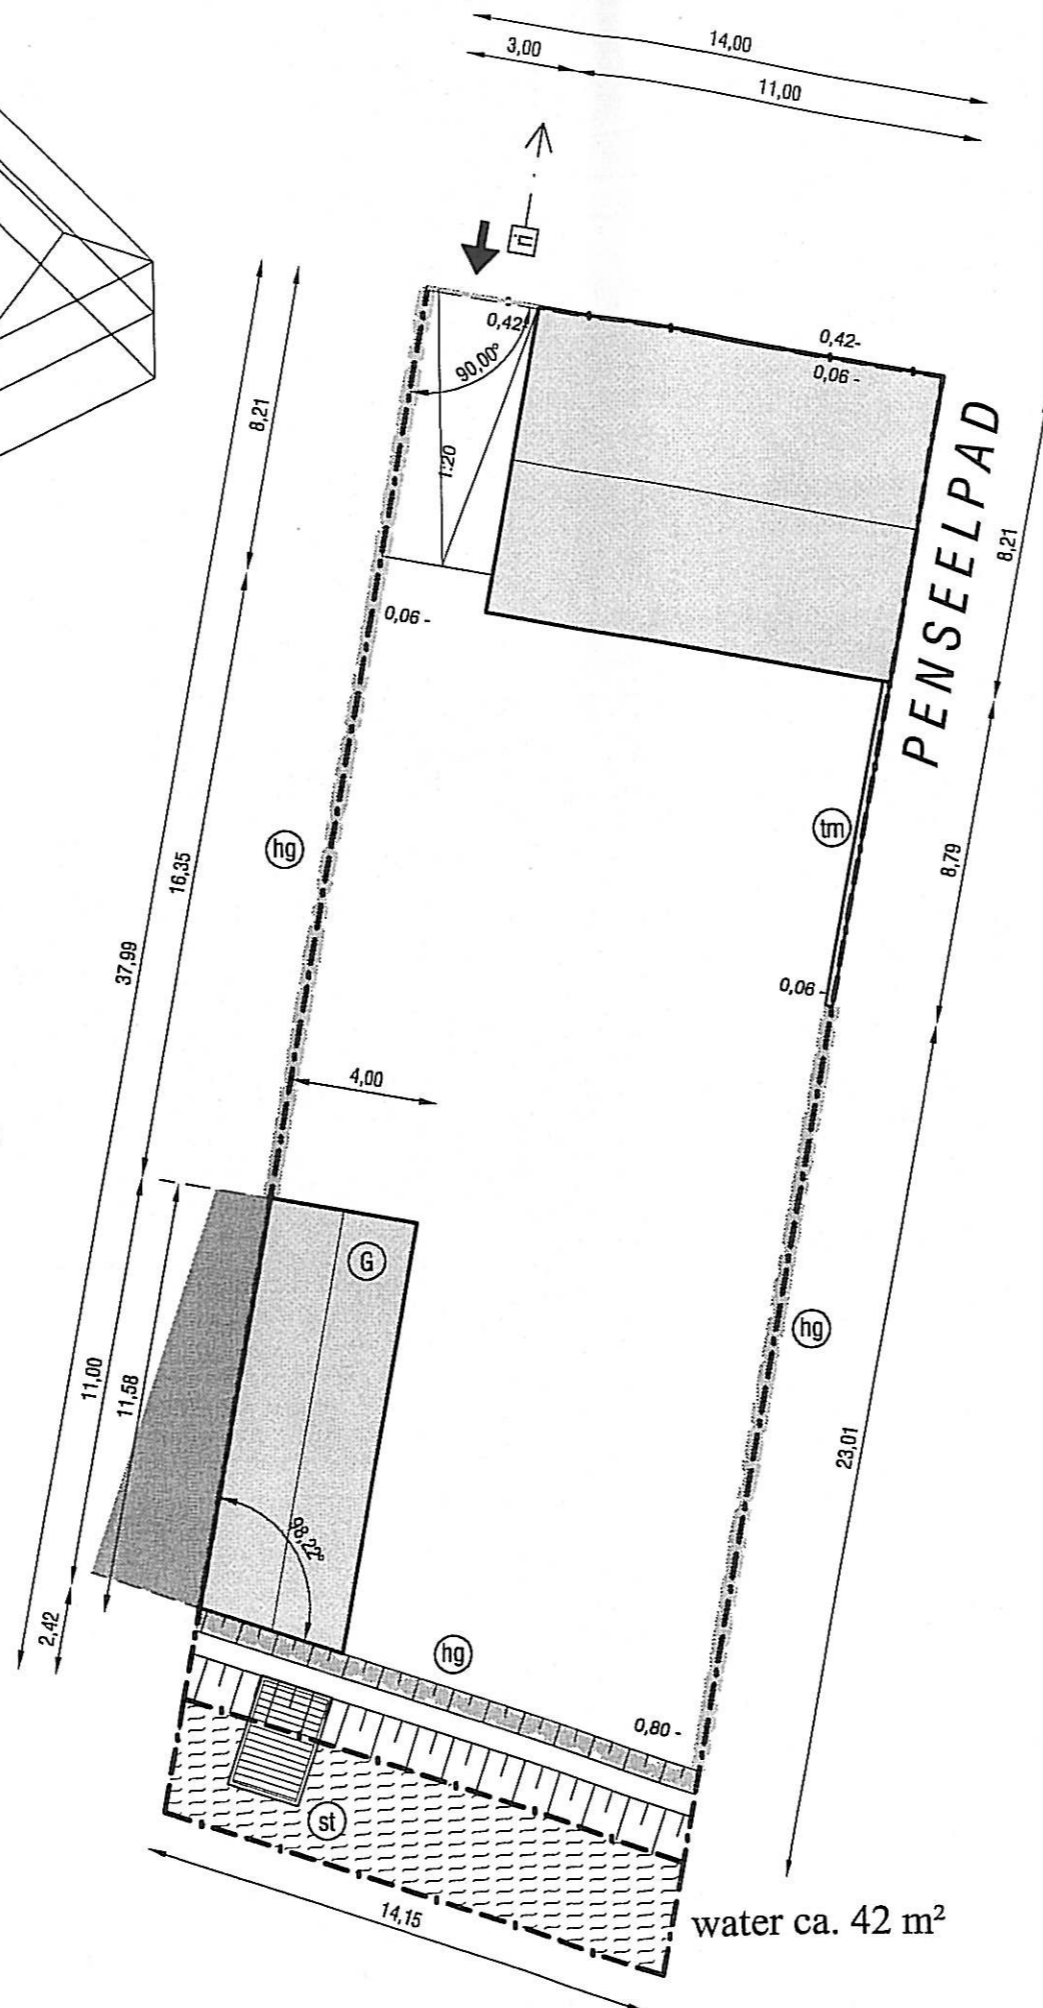 14,00
3,00
11,00
ri
0,42-
90,00°
0,42-
0,06 -
1:20
8,21
PENSEELPAD
8,21
0,06 -
hg
tm
16,35
8,79
37,99
0,06 -
4,00
G
hg
11,00
11,58
23,01
98,22°
2,42
hg
0,80 -
st
14,15
water ca. 42 m²